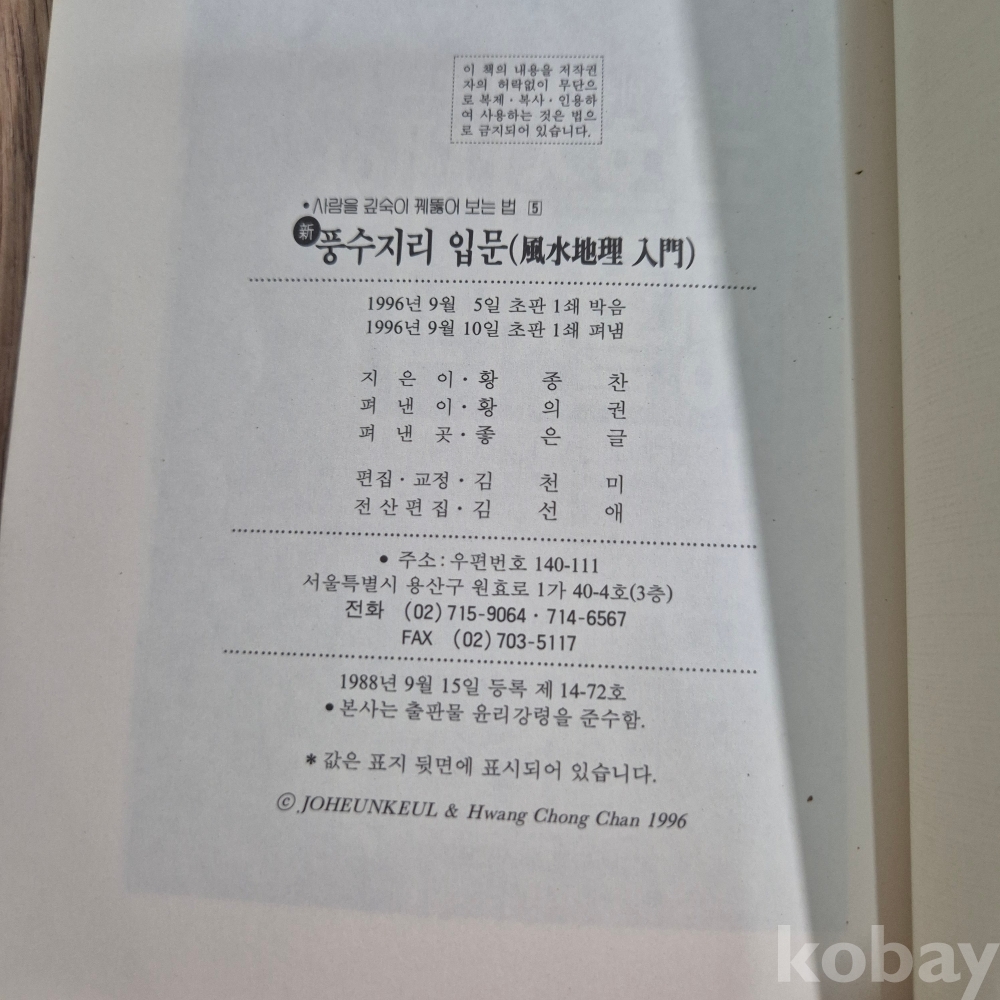 이 책의 내용을 저작권
자의 허락없이 무단으
로 복제·복사·인용하
여 사용하는 것은 법으
로 금지되어 있습니다.
• 사람을 깊숙이 꿰뚫어 보는 법 5
新 풍수지리 입문(風水地理 入門)
1996년 9월 5일 초판 1쇄 박음
1996년 9월 10일 초판 1쇄 펴냄
지 은 이·황 종 찬
펴 낸 이·황 의 권
펴 낸 곳·좋 은 글
편집·교정·김 천 미
전산편집·김 선 애
• 주소: 우편번호 140-111
서울특별시 용산구 원효로 1가 40-4호(3층)
전화 (02) 715-9064 · 714-6567
FAX (02) 703-5117
1988년 9월 15일 등록 제 14-72호
• 본사는 출판물 윤리강령을 준수함.
* 값은 표지 뒷면에 표시되어 있습니다.
ⓒ JOHEUNKEUL & Hwang Chong Chan 1996
kobay